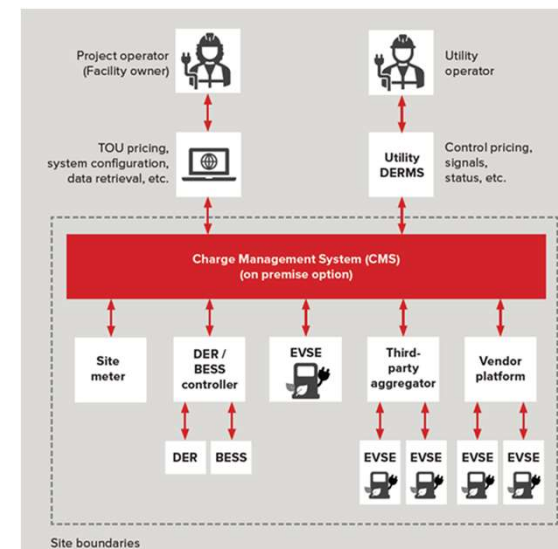 Project operator
(Facility owner)
Utility
operator
TOU pricing,
system configuration,
data retrieval, etc.
Utility
DERMS
Control pricing,
signals,
status, etc.
Charge Management System (CMS)
(on premise option)
Site
meter
DER /
BESS
controller
EVSE
Third-
party
aggregator
Vendor
platform
DER
BESS
EVSE
EVSE
EVSE
EVSE
Site boundaries